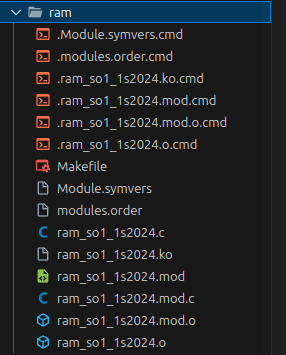 ram
.Module.symvers.cmd
.modules.order.cmd
.ram_so1_1s2024.ko.cmd
.ram_so1_1s2024.mod.cmd
.ram_so1_1s2024.mod.o.cmd
.ram_so1_1s2024.o.cmd
Makefile
Module.symvers
modules.order
ram_so1_1s2024.c
ram_so1_1s2024.ko
ram_so1_1s2024.mod
ram_so1_1s2024.mod.c
ram_so1_1s2024.mod.o
ram_so1_1s2024.o